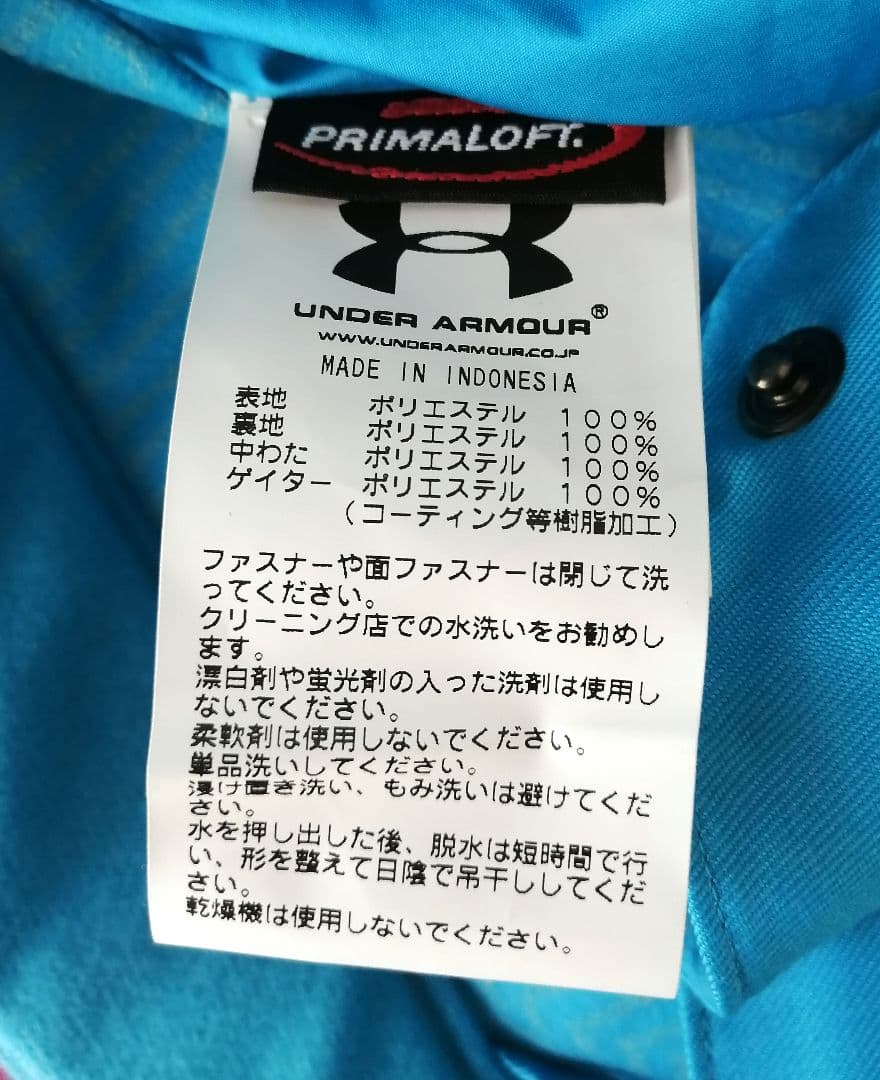 PRIMALOFT.
UNDER ARMOUR®
WWW.UNDERARMOUR.CO.JP
MADE IN INDONESIA
表地 ポリエステル 100%
裏地 ポリエステル 100%
中わた ポリエステル 100%
ゲイター ポリエステル 100%
(コーティング等樹脂加工)
ファスナーや面ファスナーは閉じて洗
ってください。
クリーニング店での水洗いをお勧めし
ます。
漂白剤や蛍光剤の入った洗剤は使用し
ないでください。
柔軟剤は使用しないでください。
単品洗いしてください。
浸け置き洗い、もみ洗いは避けてくだ
さい。
水を押し出した後、脱水は短時間で行
い、形を整えて日陰で吊干ししてくだ
さい。
乾燥機は使用しないでください。